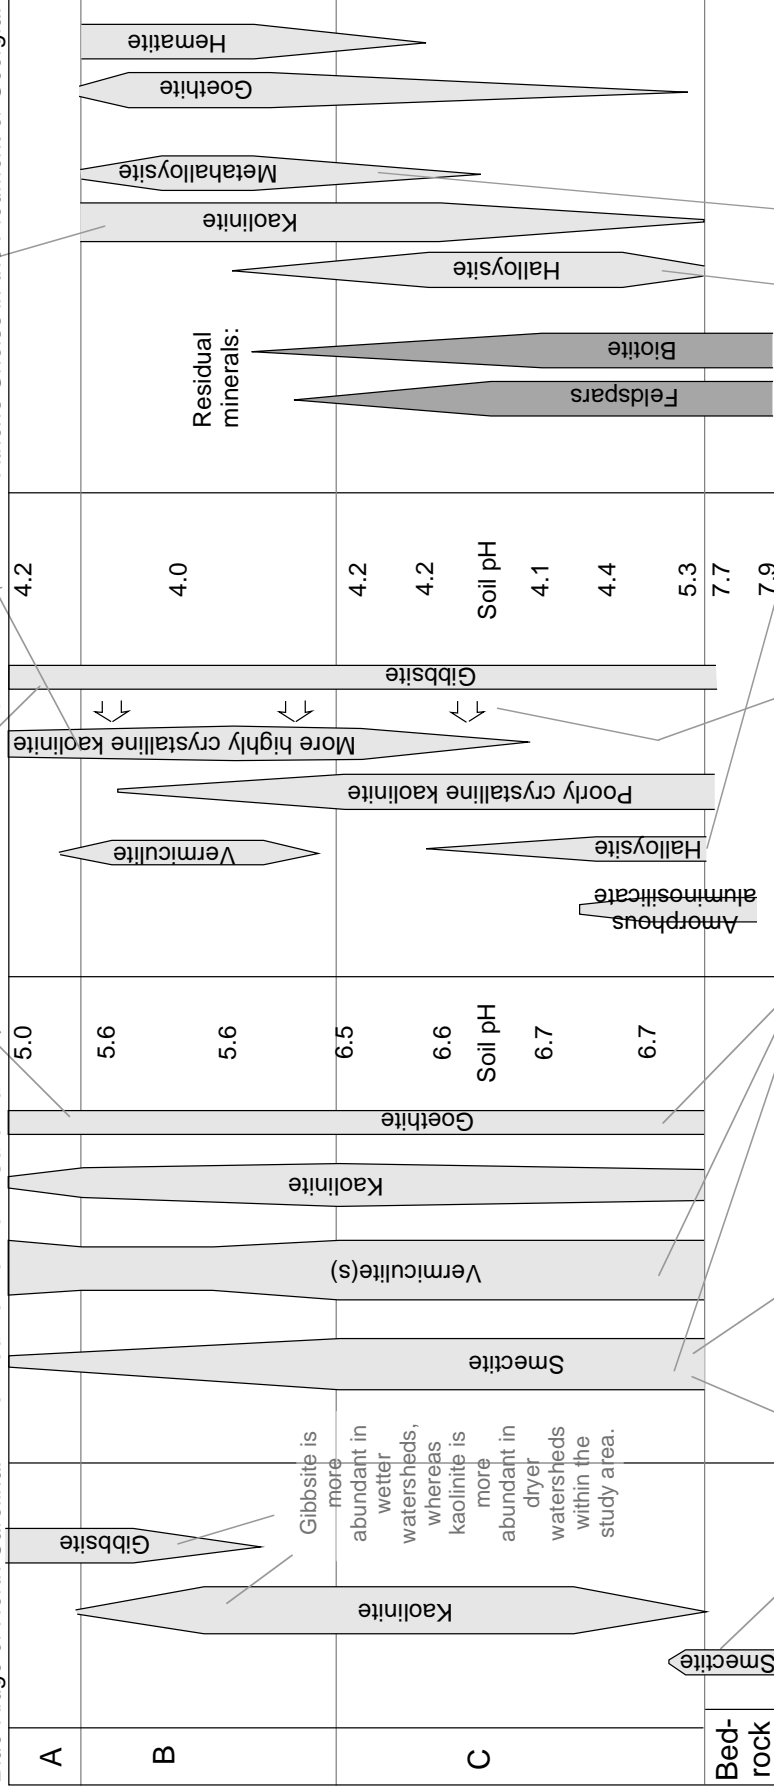 A
B
C
Bed-
rock
Gibbsite
Kaolinite
Smectite
Gibbsite is
more
abundant in
wetter
watersheds,
whereas
kaolinite is
more
abundant in
dryer
watersheds
within the
study area.
Smectite
Vermiculite(s)
Kaolinite
Goethite
5.0
5.6
5.6
6.5
6.6
Soil pH
6.7
6.7
Amorphous
aluminosilicate
Halloysite
Vermiculite
Poorly crystalline kaolinite
More highly crystalline kaolinite
Gibbsite
4.2
4.0
4.2
4.2
Soil pH
4.1
4.4
5.3
7.7
7.9
Residual
minerals:
Feldspars
Biotite
Halloysite
Kaolinite
Metahalloysite
Goethite
Hematite